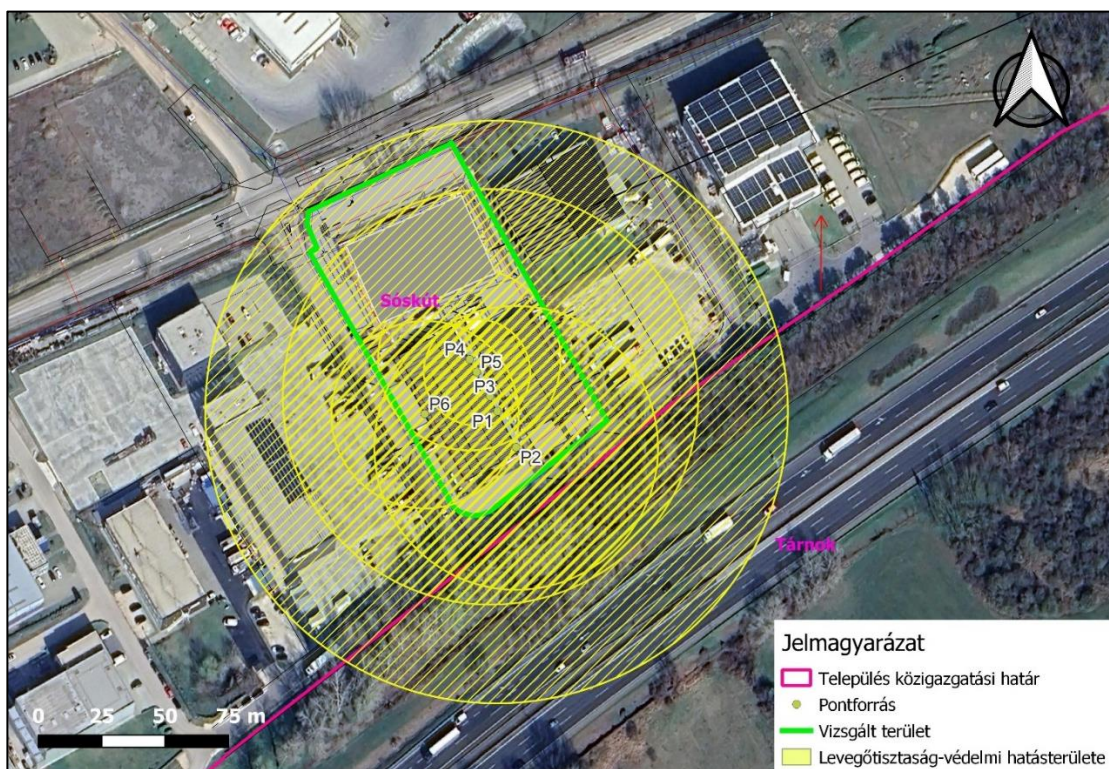 Sóskút
P4
P5
P3
P6
P1
P2
Tárnok
0 25 50 75 m
Jelmagyarázat
Település közigazgatási határ
Pontforrás
Vizsgált terület
Levegőtisztaság-védelmi hatásterülete